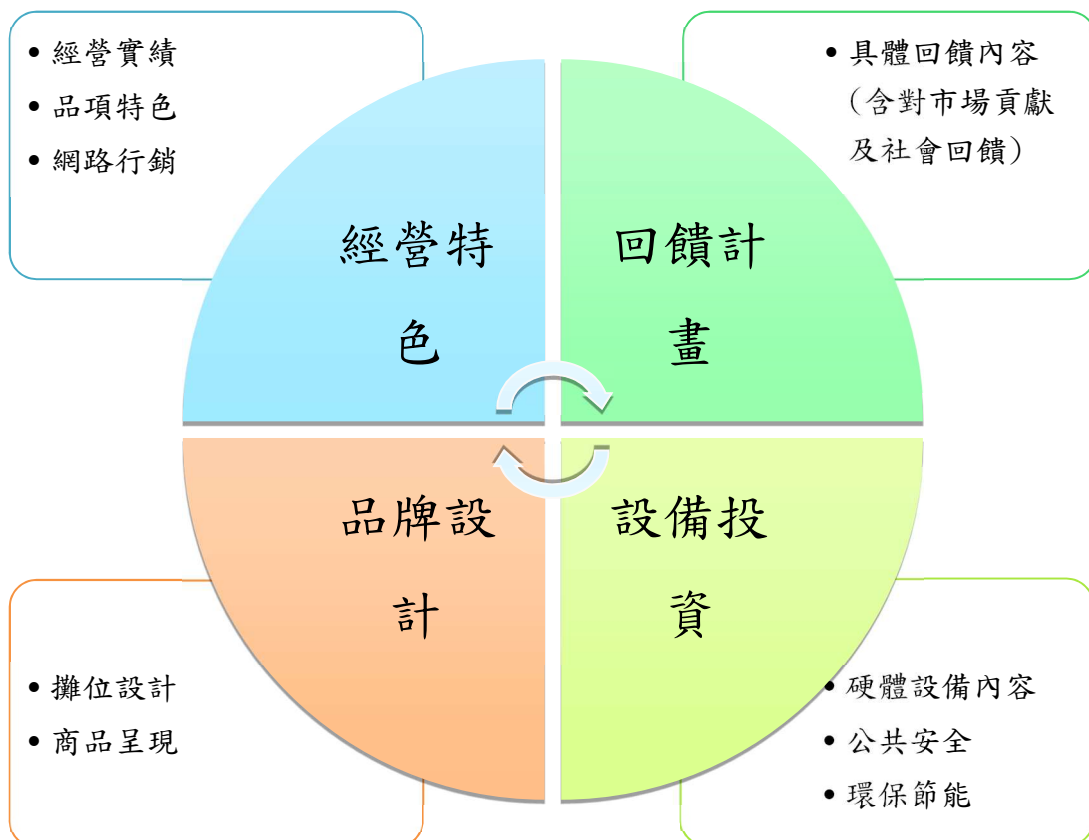 • 經營實績
• 品項特色
• 網路行銷
• 具體回饋內容
(含對市場貢獻
及社會回饋)
經營特
色
回饋計
畫
品牌設
計
設備投
資
• 攤位設計
• 商品呈現
• 硬體設備內容
• 公共安全
• 環保節能